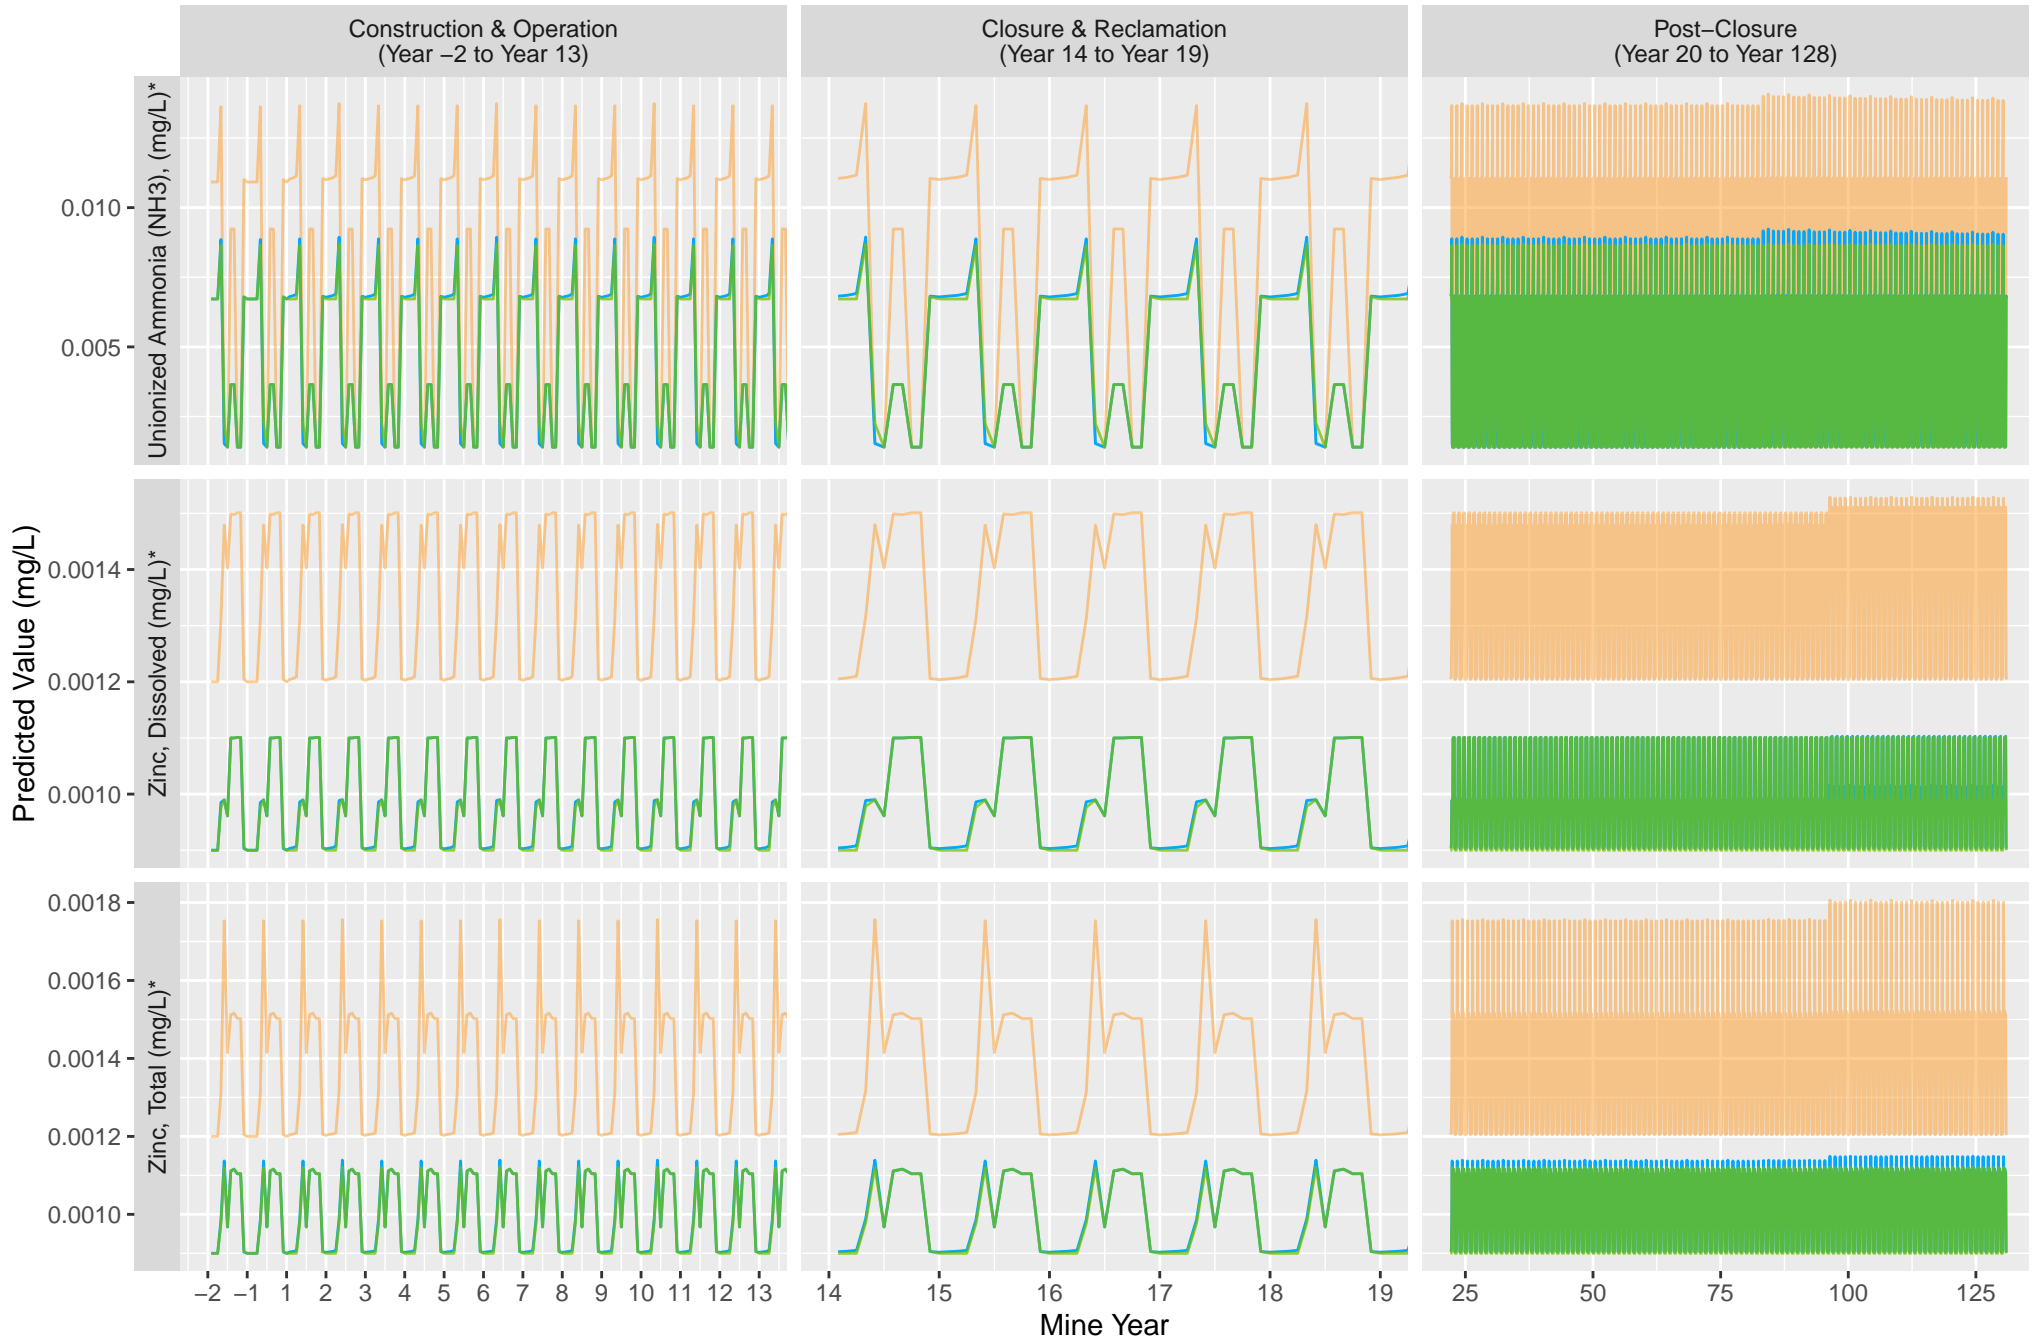 Construction & Operation
(Year −2 to Year 13)
Closure & Reclamation
(Year 14 to Year 19)
Post−Closure
(Year 20 to Year 128)
Predicted Value (mg/L)
Unionized Ammonia (NH3), (mg/L)*
0.010
0.005
Zinc, Dissolved (mg/L)*
0.0014
0.0012
0.0010
Zinc, Total (mg/L)*
0.0018
0.0016
0.0014
0.0012
0.0010
−2 −1 1 2 3 4 5 6 7 8 9 10 11 12 13
14 15 16 17 18 19
25 50 75 100 125
Mine Year